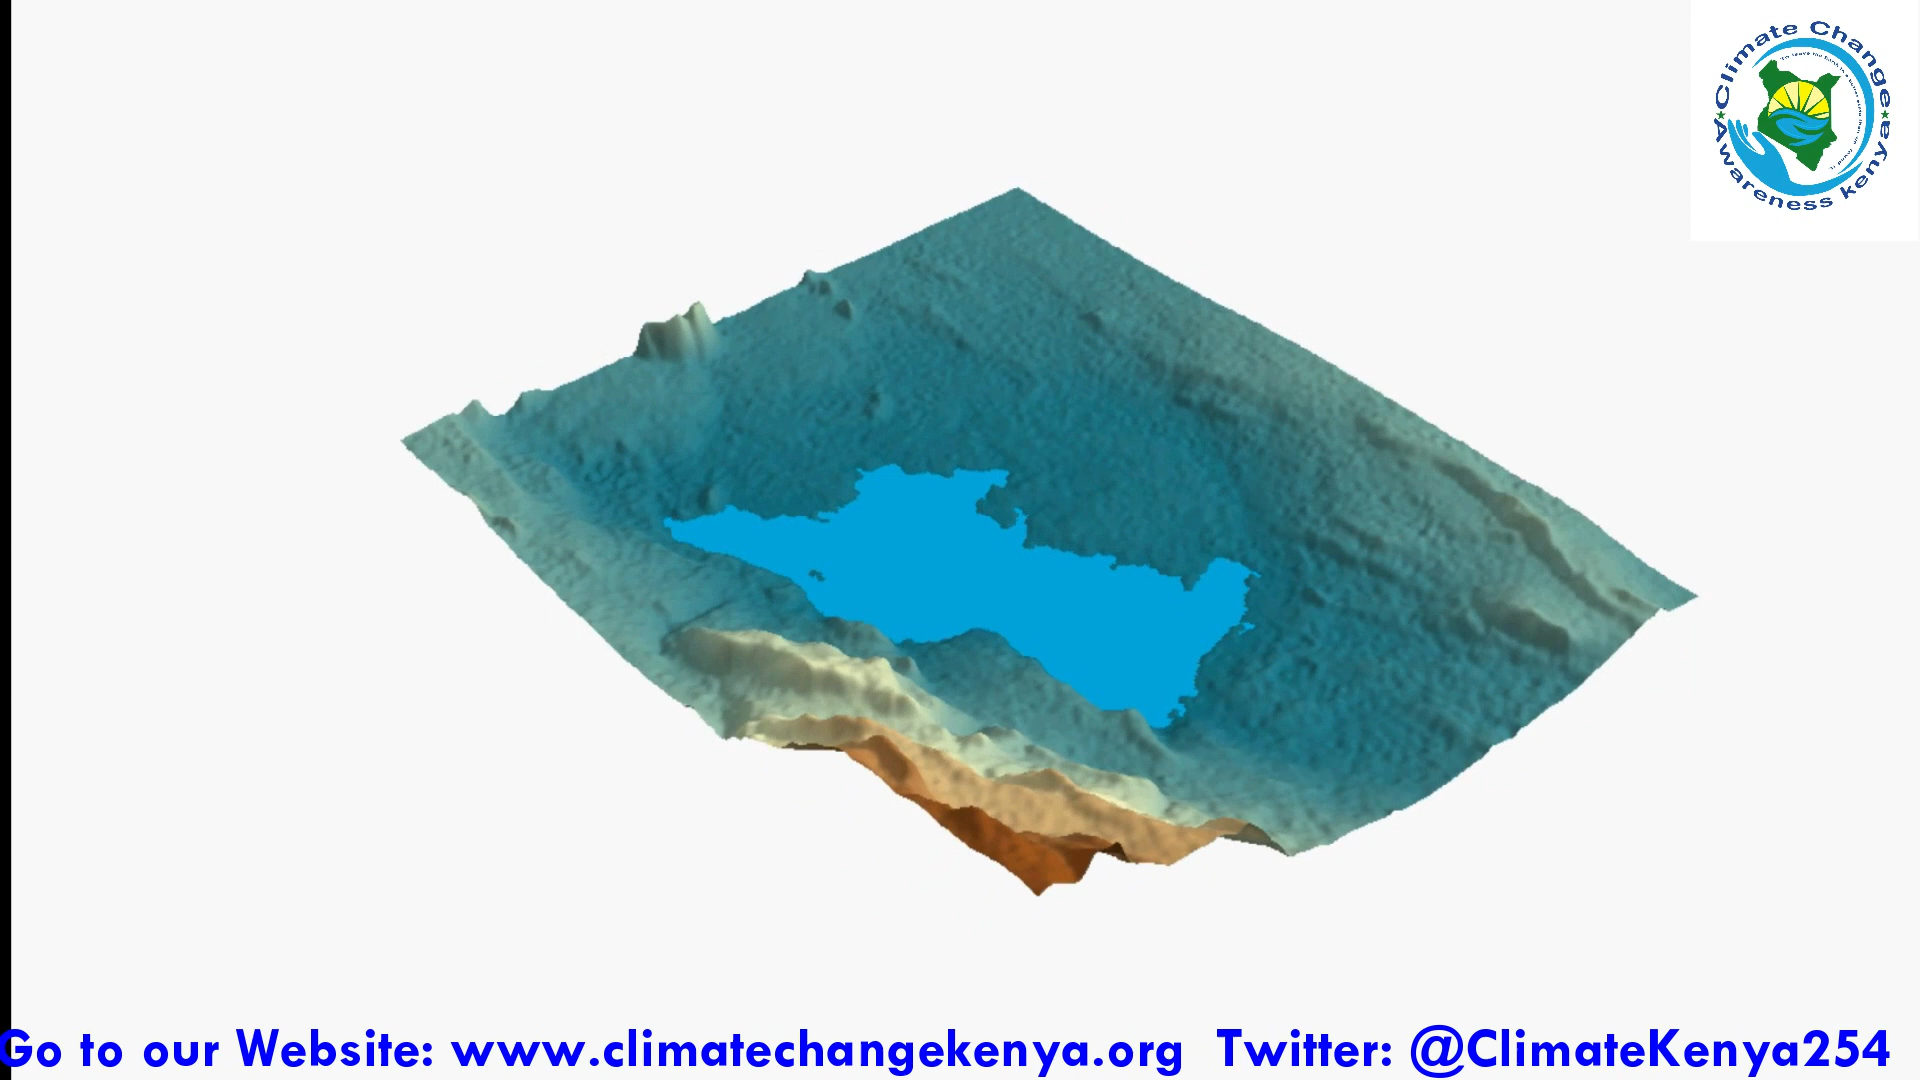 Climate Change
Awareness kenya
Go to our Website: www.climatechangekenya.org Twitter: @ClimateKenya254